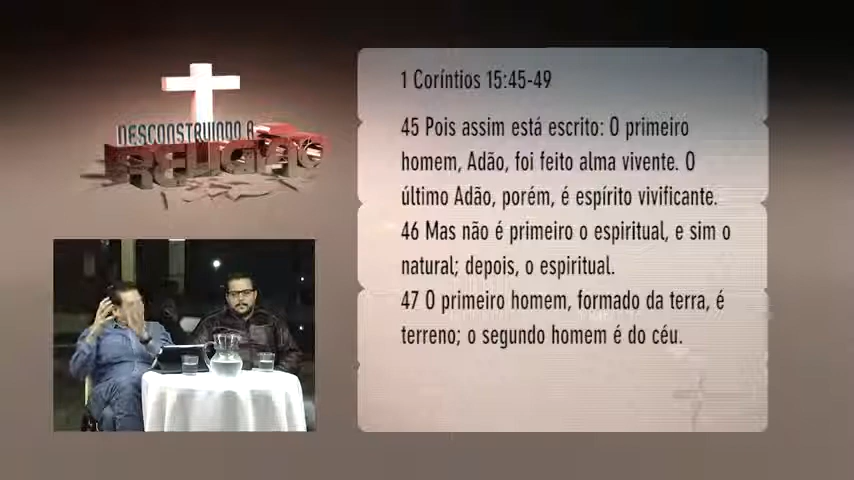 DESCONSTRUINDO A
RELIGIÃO
1 Coríntios 15:45-49
45 Pois assim está escrito: O primeiro
homem, Adão, foi feito alma vivente. O
último Adão, porém, é espírito vivificante.
46 Mas não é primeiro o espiritual, e sim o
natural; depois, o espiritual.
47 O primeiro homem, formado da terra, é
terreno; o segundo homem é do céu.